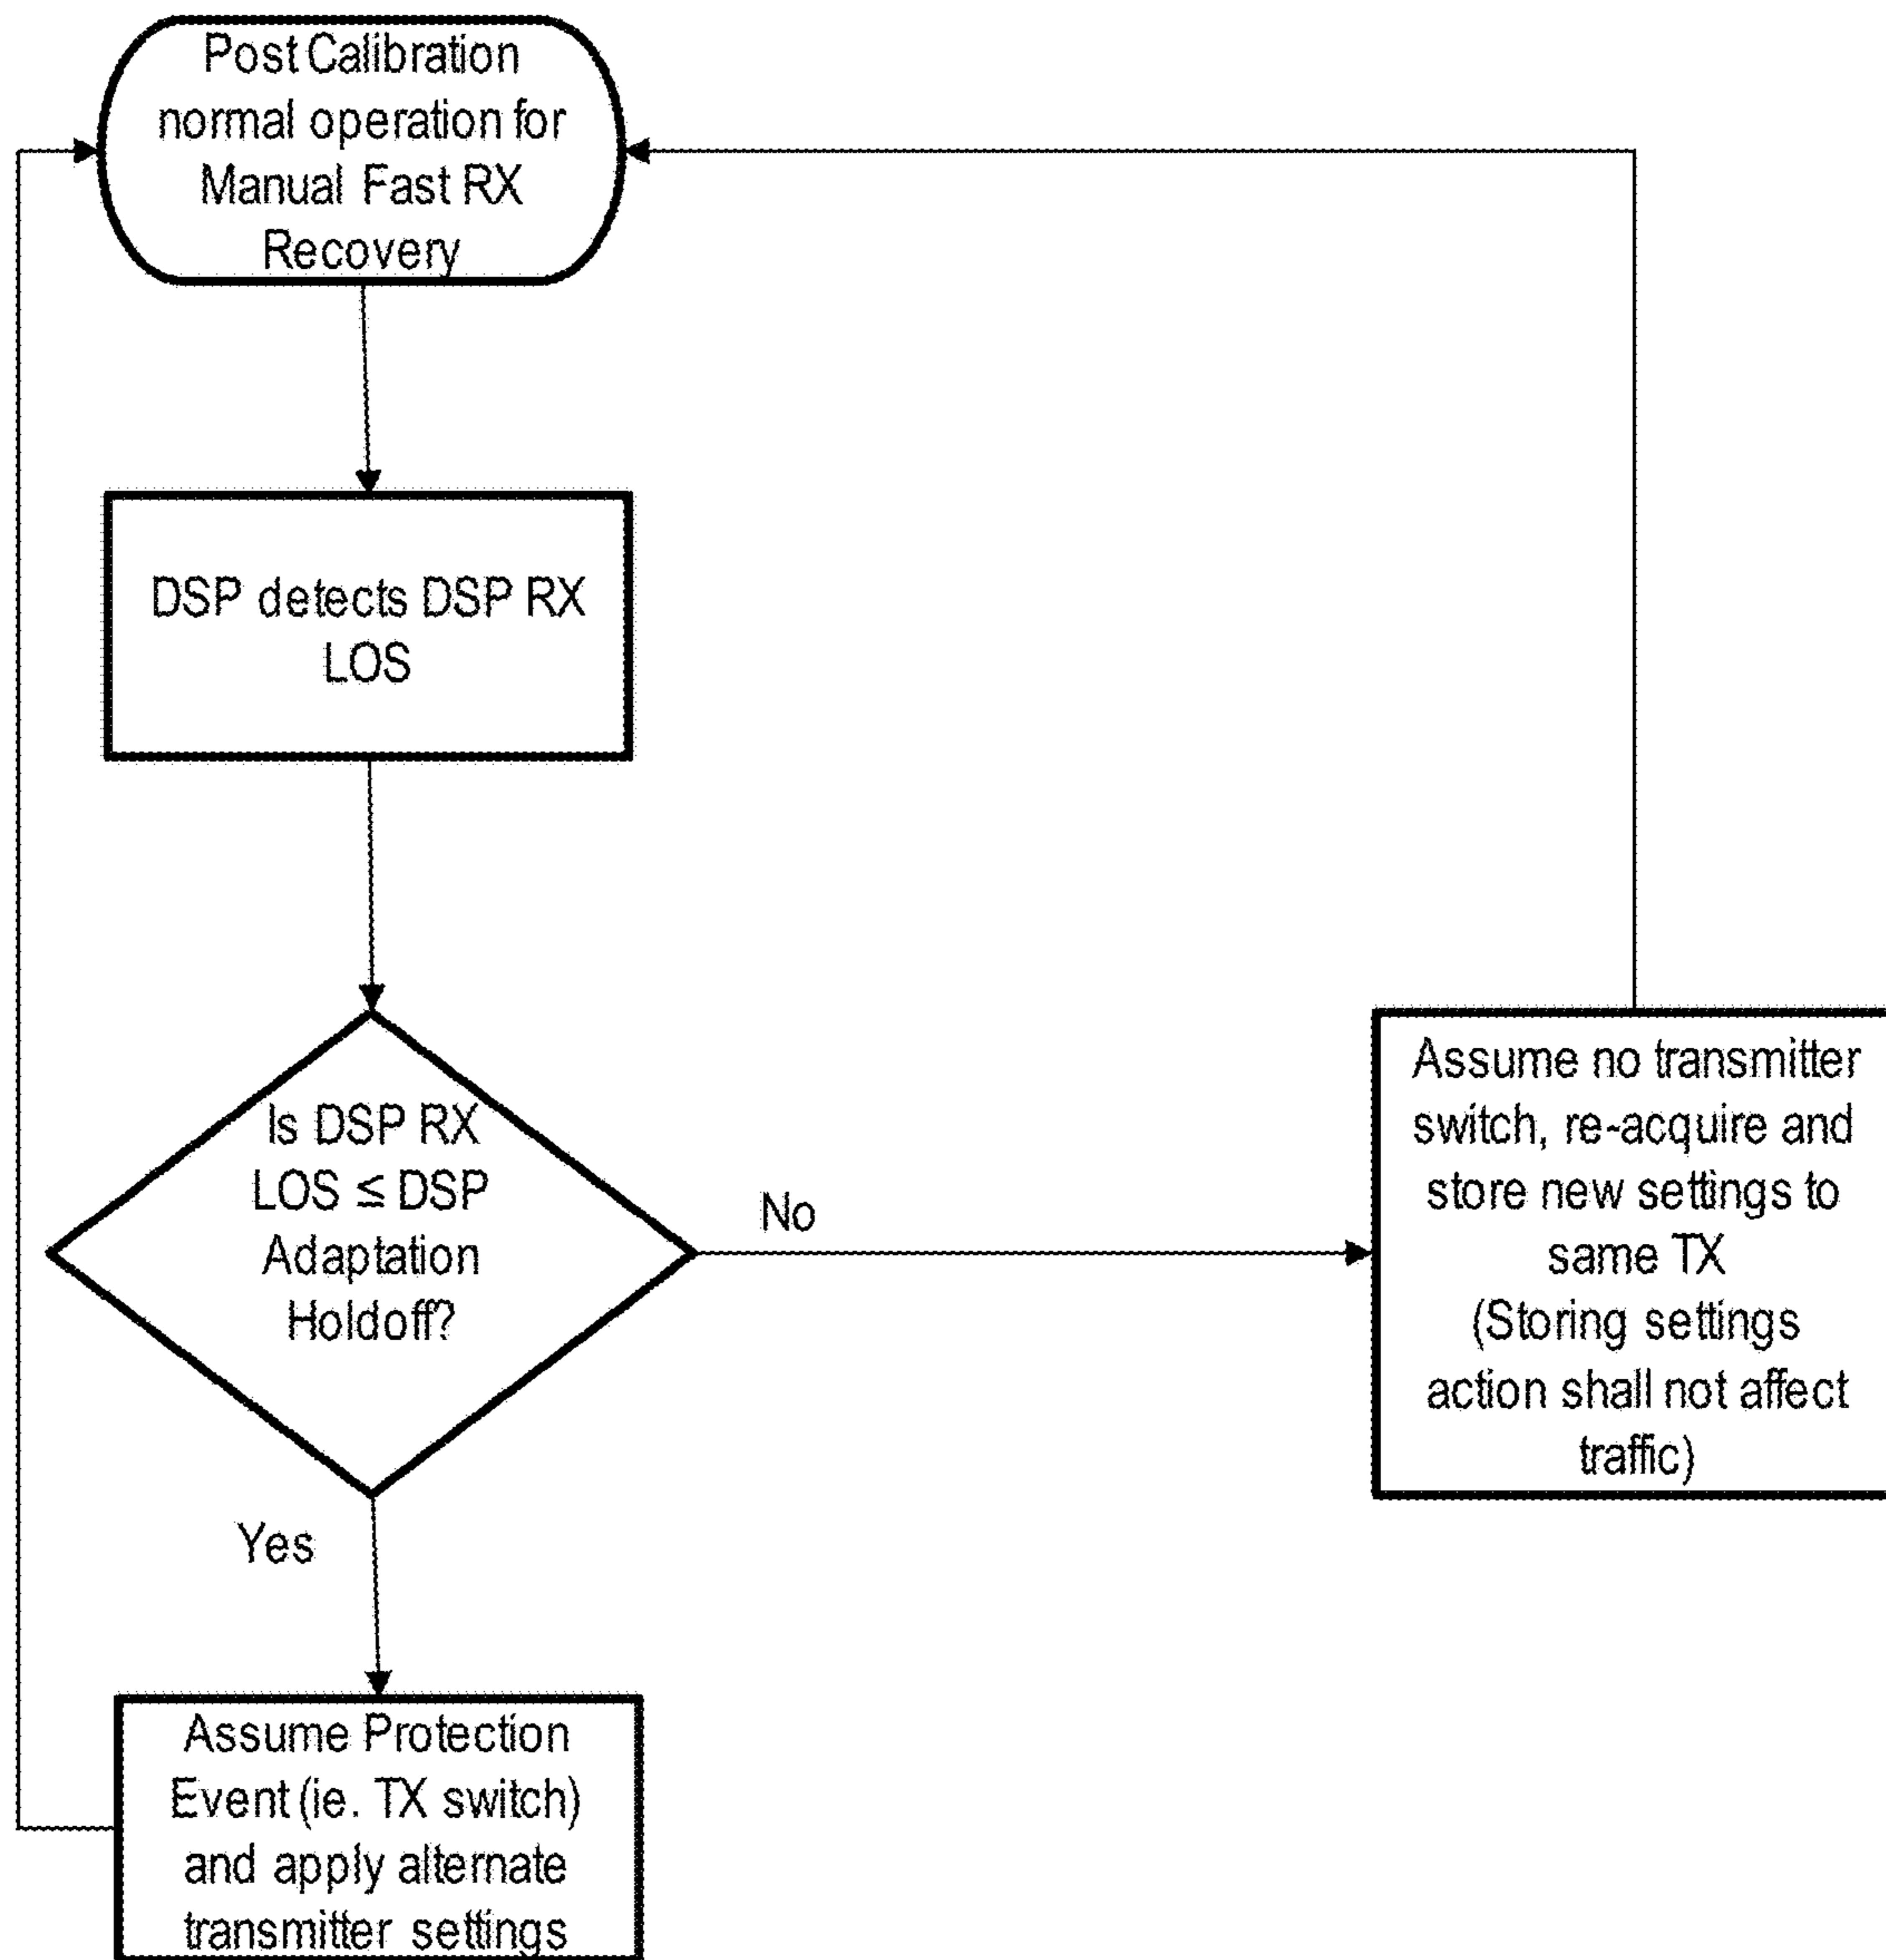 Post Calibration
normal operation for
Manual Fast RX
Recovery
DSP detects DSP RX
LOS
Is DSP RX
LOS ≤ DSP
Adaptation
Holdoff?
No
Assume no transmitter
switch, re-acquire and
store new settings to
same TX
(Storing settings
action shall not affect
traffic)
Yes
Assume Protection
Event (ie. TX switch)
and apply alternate
transmitter settings